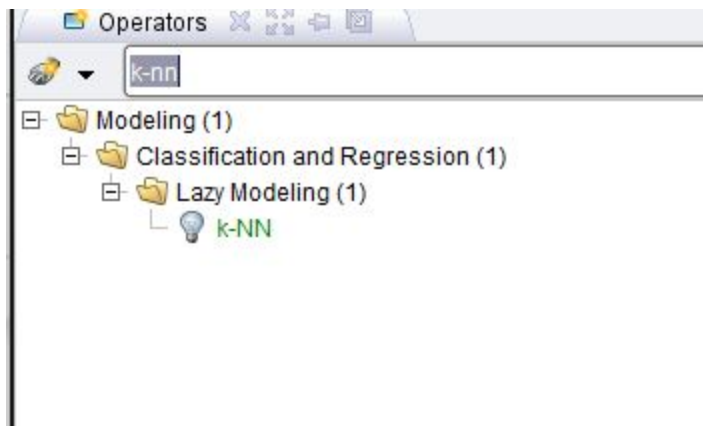 Operators
k-nn
Modeling (1)
Classification and Regression (1)
Lazy Modeling (1)
k-NN